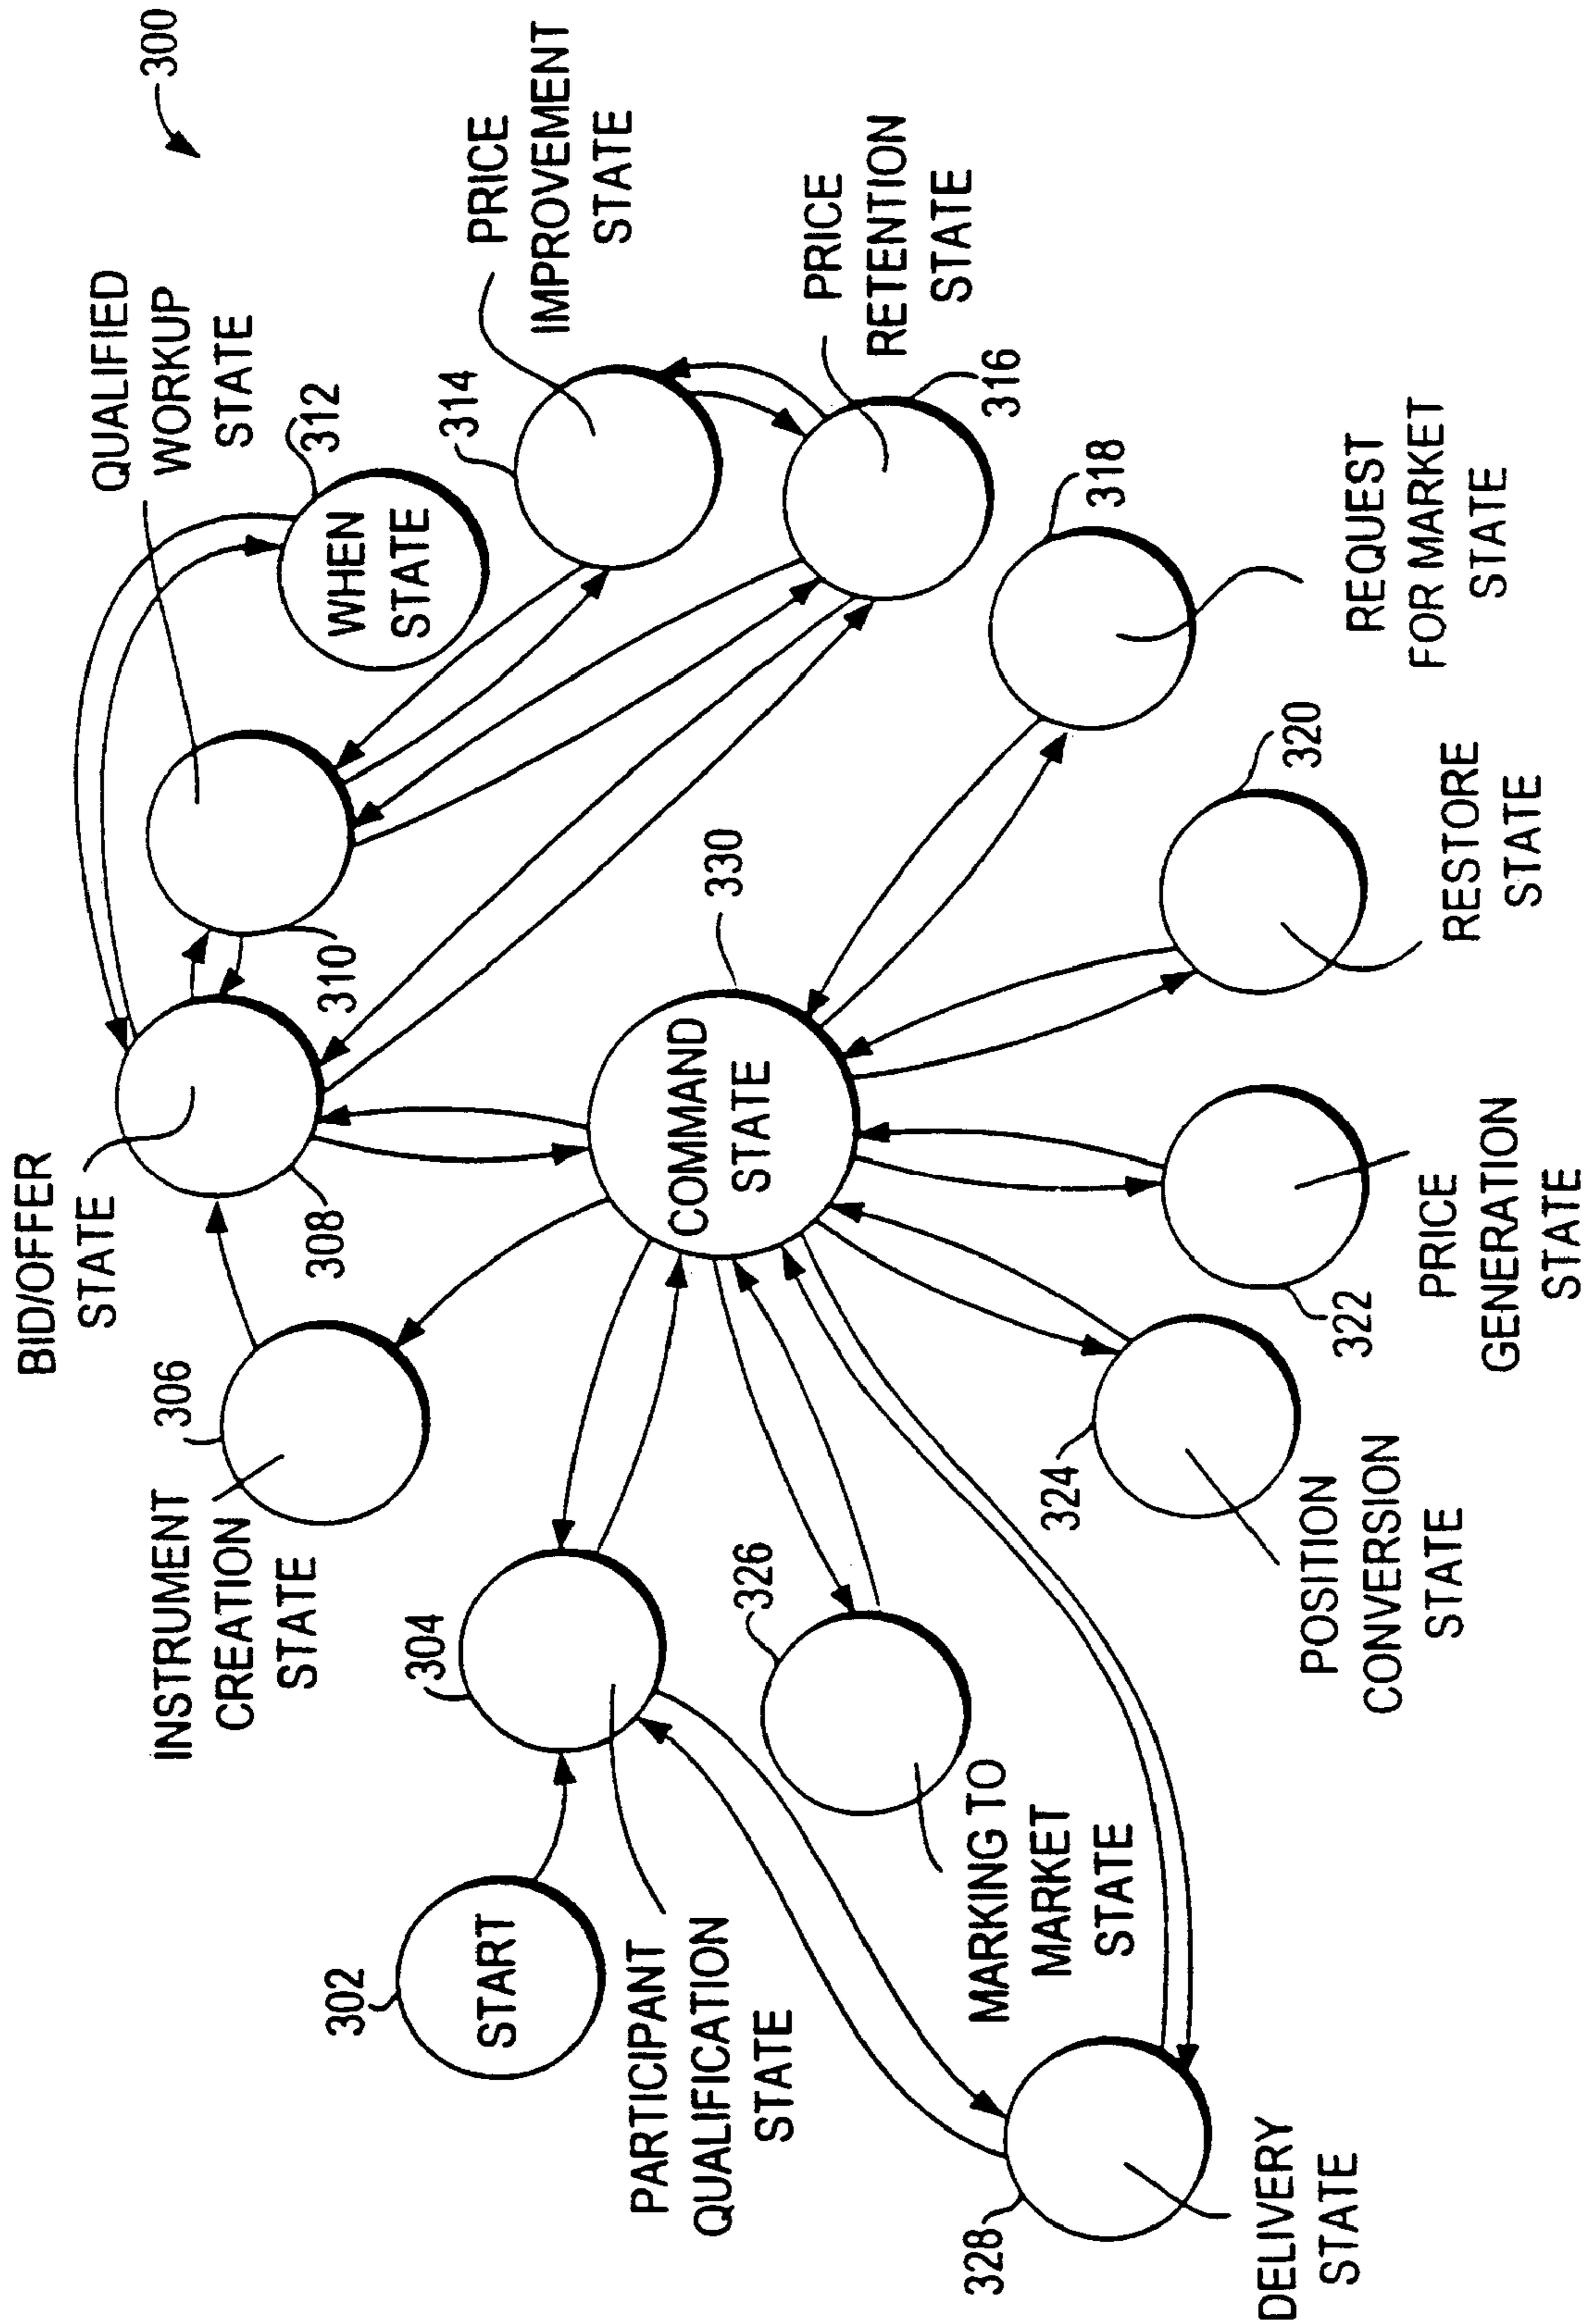 300
BID/OFFER
STATE
QUALIFIED
WORKUP
STATE
312
WHEN
STATE
310
308
INSTRUMENT
CREATION
STATE
306
314
PRICE
IMPROVEMENT
STATE
302
START
304
COMMAND
STATE
330
PRICE
RETENTION
STATE
316
PARTICIPANT
QUALIFICATION
STATE
326
318
MARKING TO
MARKET
STATE
324
320
REQUEST
FOR MARKET
STATE
328
DELIVERY
STATE
POSITION
CONVERSION
STATE
322
PRICE
GENERATION
STATE
RESTORE
STATE